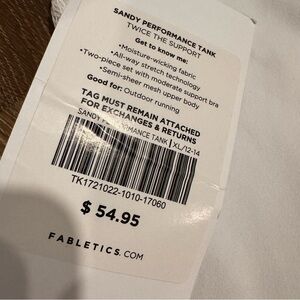 SANDY PERFORMANCE TANK
TWICE THE SUPPORT
Get to know me:
•Moisture-wicking fabric
•All-way stretch technology
•Two-piece set with moderate support bra
•Semi-sheer mesh upper body
Good for: Outdoor running
TAG MUST REMAIN ATTACHED
FOR EXCHANGES & RETURNS
SANDY PERFORMANCE TANK | XL/12-14
TK1721022-1010-17060
$ 54.95
FABLETICS.COM